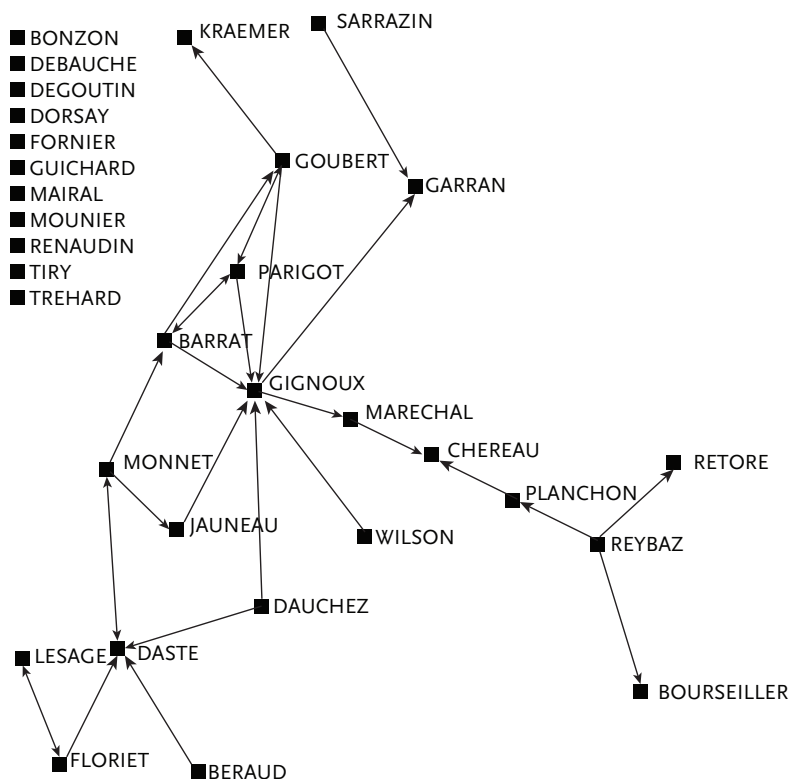 BONZON
DEBAUCHE
DEGOUTIN
DORSAY
FORNIER
GUICHARD
MAIRAL
MOUNIER
RENAUDIN
TIRY
TREHARD
KRAEMER
SARRAZIN
GOUBERT
GARRAN
PARIGOT
BARRAT
GIGNOUX
MARECHAL
CHEREAU
MONNET
RETORE
PLANCHON
JAUNEAU
WILSON
REYBAZ
DAUCHEZ
LESAGE
DASTE
BOURSEILLER
FLORIET
BERAUD